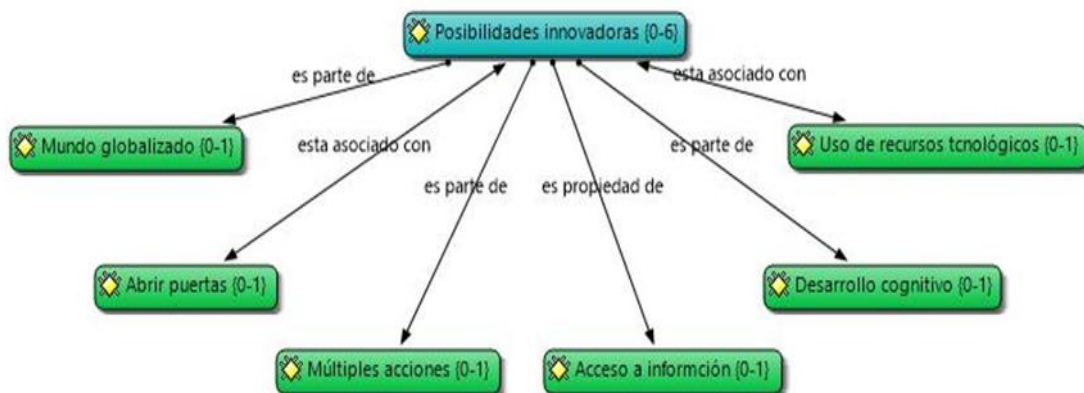 Posibilidades innovadoras {0-6}
es parte de
esta asociado con
Mundo globalizado {0-1}
esta asociado con
es parte de
Uso de recursos tcnológicos {0-1}
es parte de
es propiedad de
Abrir puertas {0-1}
Desarrollo cognitivo {0-1}
Múltiples acciones {0-1}
Acceso a informción {0-1}